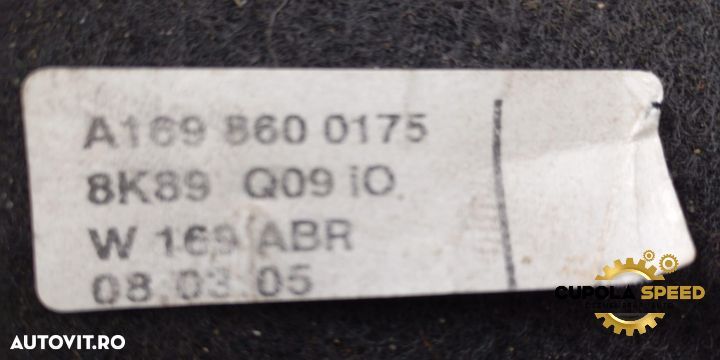 A169 860 0175
8K89 Q09 iO
W 169 ABR
08 03 05
CUPOLA SPEED
AUTOVIT.RO